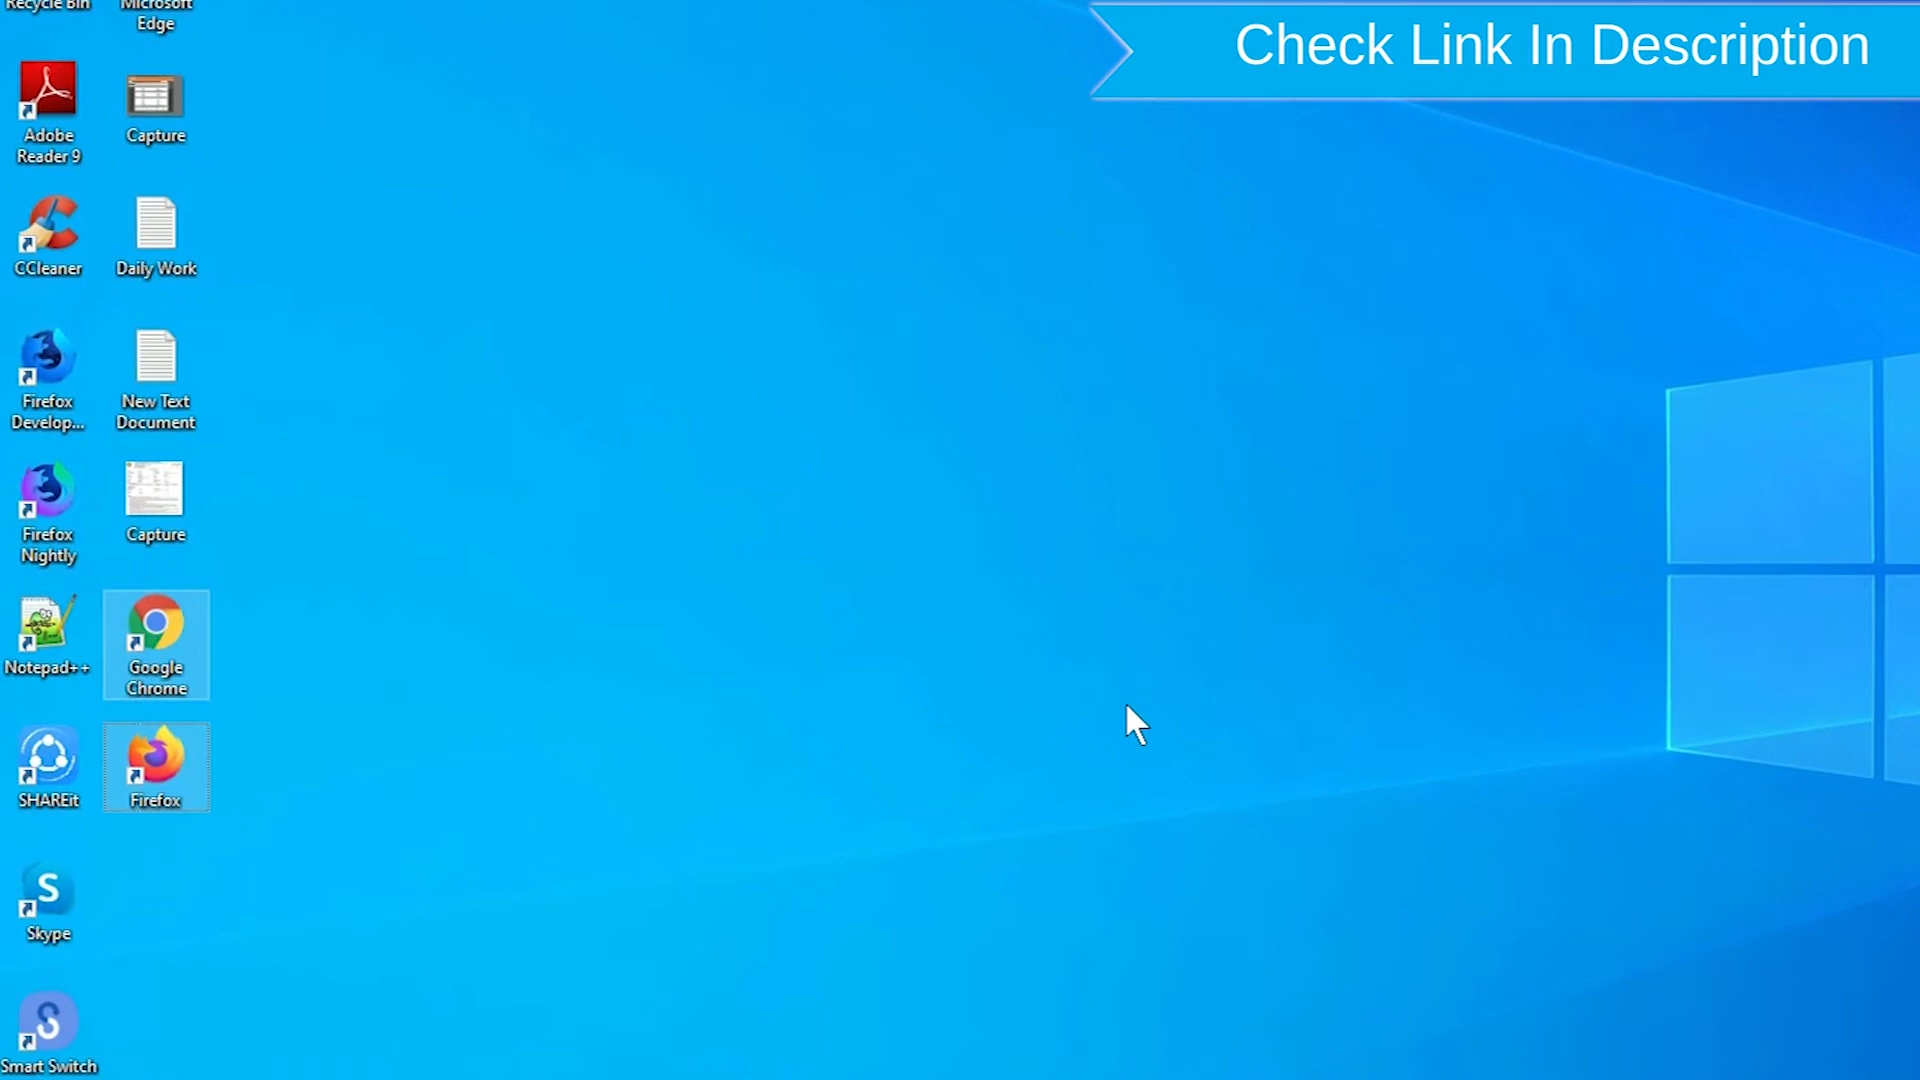 Recycle Bin
Microsoft
Edge
Check Link In Description
Adobe
Reader 9
Capture
CCleaner
Daily Work
Firefox
Develop...
New Text
Document
Firefox
Nightly
Capture
Notepad++
Google
Chrome
SHAREit
Firefox
Skype
Smart Switch